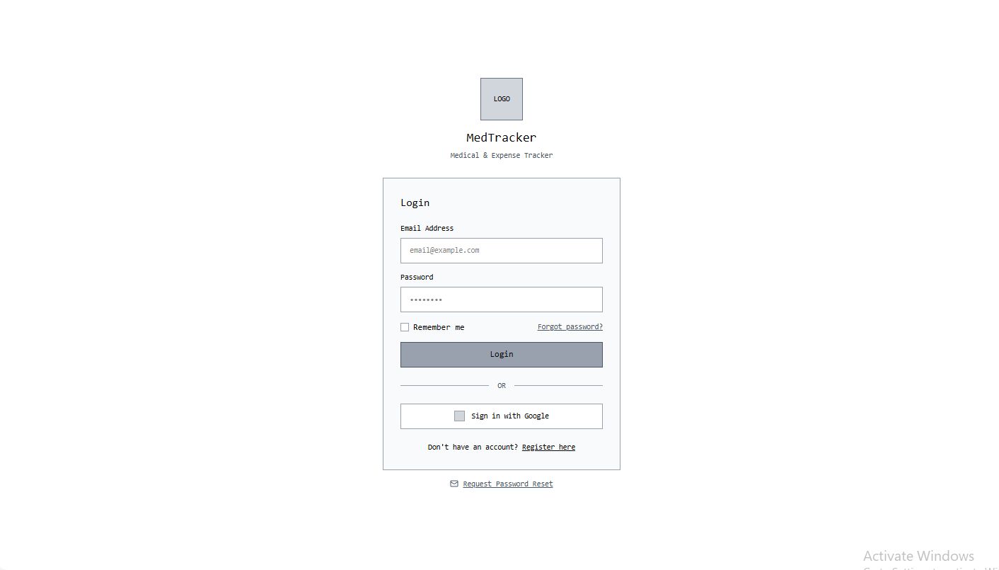 LOGO
MedTracker
Medical & Expense Tracker
Login
Email Address
email@example.com
Password
••••••••
Remember me
Forgot password?
Login
OR
Sign in with Google
Don't have an account? Register here
Request Password Reset
Activate Windows